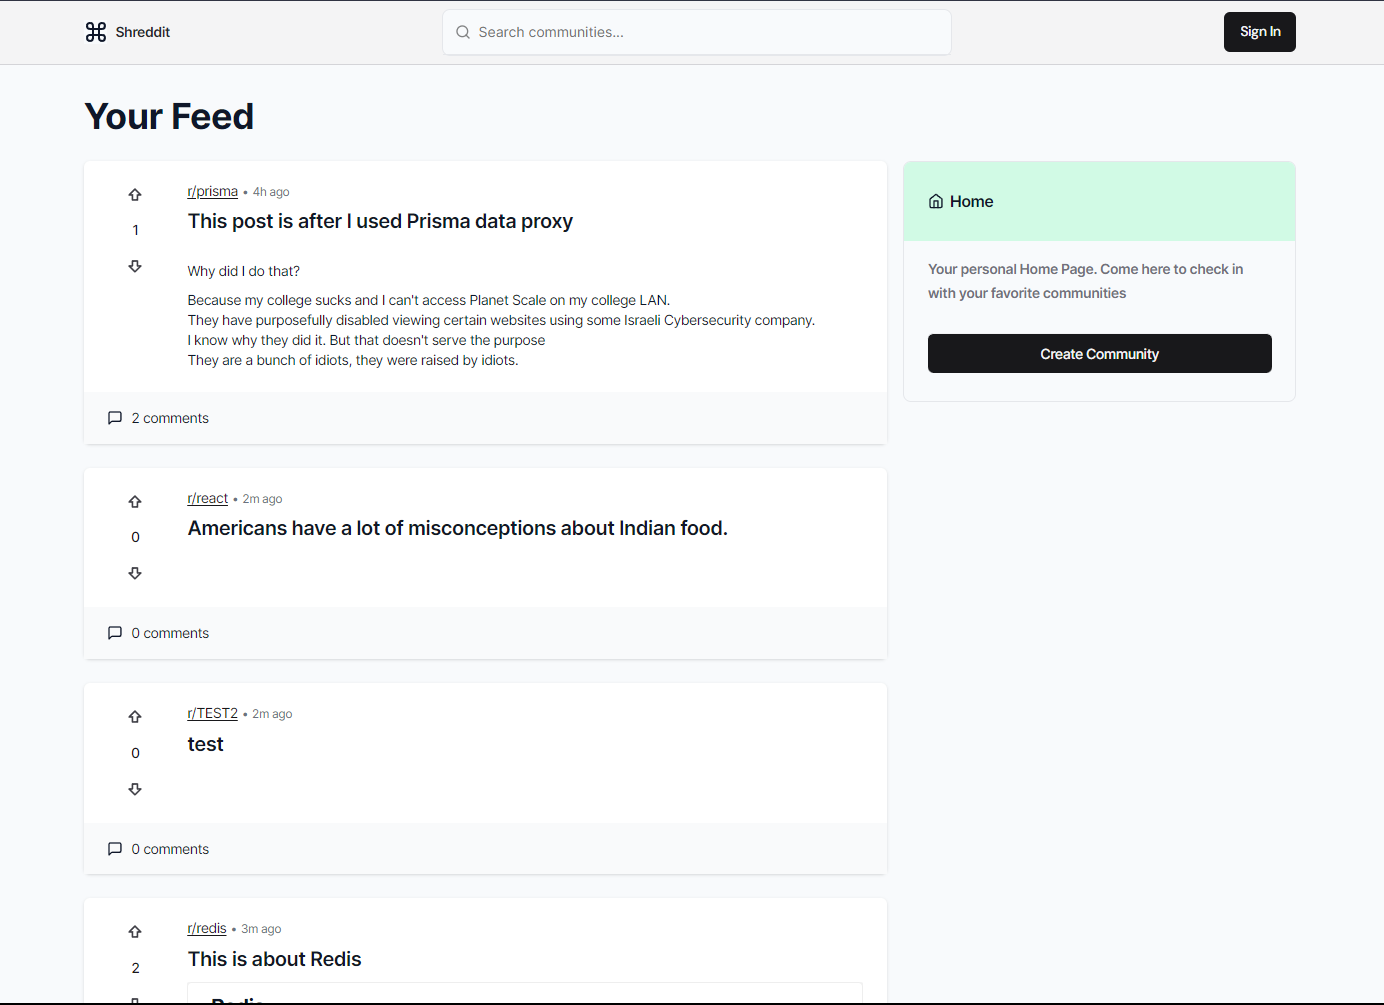 Shreddit
Search communities...
Sign In
Your Feed
r/prisma • 4h ago
This post is after I used Prisma data proxy
1
Why did I do that?
Because my college sucks and I can't access Planet Scale on my college LAN.
They have purposefully disabled viewing certain websites using some Israeli Cybersecurity company.
I know why they did it. But that doesn't serve the purpose
They are a bunch of idiots, they were raised by idiots.
2 comments
r/react • 2m ago
Americans have a lot of misconceptions about Indian food.
0
0 comments
r/TEST2 • 2m ago
test
0
0 comments
r/redis • 3m ago
This is about Redis
2
Redis
Home
Your personal Home Page. Come here to check in
with your favorite communities
Create Community